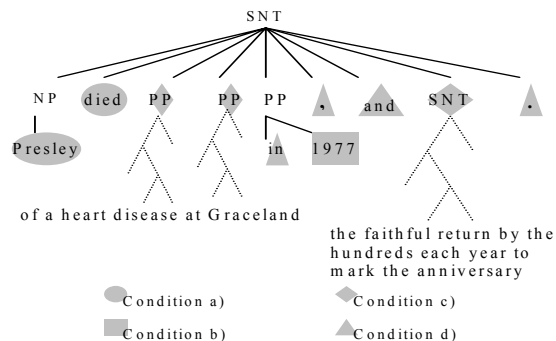 SNT
NP died PP PP PP , and SNT .
Presley in 1977
of a heart disease at Graceland
the faithful return by the
hundreds each year to
mark the anniversary
Condition a) Condition c)
Condition b) Condition d)